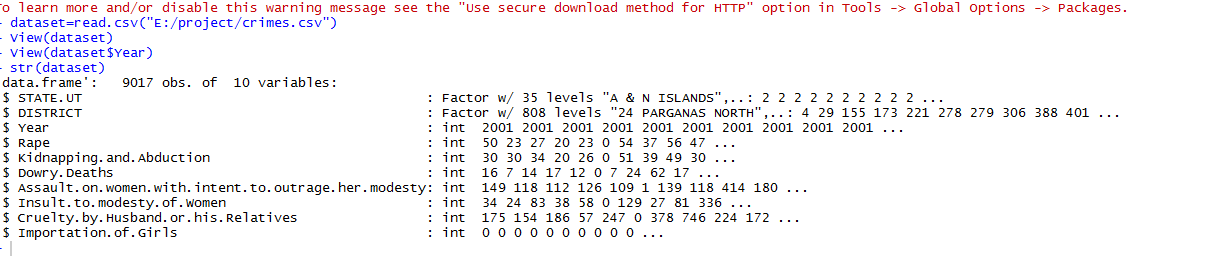 o learn more and/or disable this warning message see the "Use secure download method for HTTP" option in Tools -> Global Options -> Packages.
dataset=read.csv("E:/project/crimes.csv")
View(dataset)
View(dataset$Year)
str(dataset)
data.frame': 9017 obs. of 10 variables:
$ STATE.UT : Factor w/ 35 levels "A & N ISLANDS",..: 2 2 2 2 2 2 2 2 2 2 ...
$ DISTRICT : Factor w/ 808 levels "24 PARGANAS NORTH",..: 4 29 155 173 221 278 279 306 388 401 ...
$ Year : int 2001 2001 2001 2001 2001 2001 2001 2001 2001 2001 ...
$ Rape : int 50 23 27 20 23 0 54 37 56 47 ...
$ Kidnapping.and.Abduction : int 30 30 34 20 26 0 51 39 49 30 ...
$ Dowry.Deaths : int 16 7 14 17 12 0 7 24 62 17 ...
$ Assault.on.women.with.intent.to.outrage.her.modesty: int 149 118 112 126 109 1 139 118 414 180 ...
$ Insult.to.modesty.of.Women : int 34 24 83 38 58 0 129 27 81 336 ...
$ Cruelty.by.Husband.or.his.Relatives : int 175 154 186 57 247 0 378 746 224 172 ...
$ Importation.of.Girls : int 0 0 0 0 0 0 0 0 0 0 ...